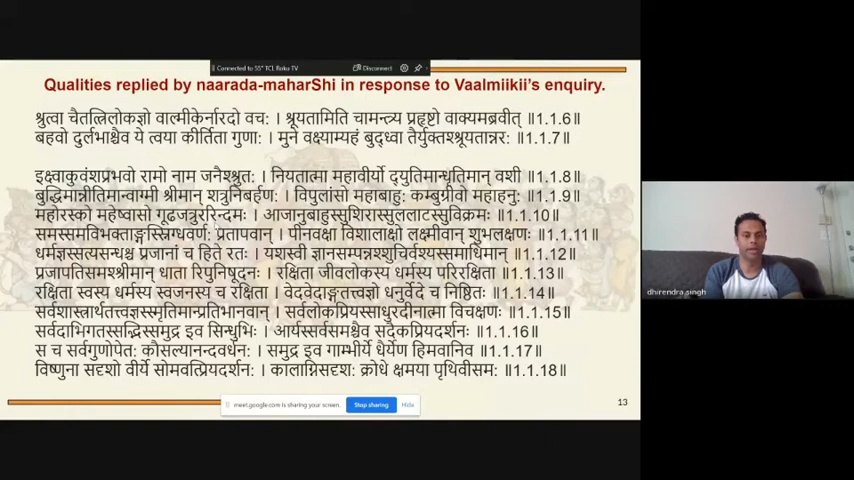 Connected to 55" TCL Roku TV Disconnect
Qualities replied by naarada-maharShi in response to Vaalmiikii's enquiry.
श्रुत्वा चैतत्त्रिलोकज्ञो वाल्मीकेर्नारदो वच: । श्रूयतामिति चामन्त्र्य प्रहृष्टो वाक्यमब्रवीत् ॥1.1.6॥
बहवो दुर्लभाश्चैव ये त्वया कीर्तिता गुणा: । मुने वक्ष्याम्यहं बुद्ध्वा तैर्युक्तश्श्रूयतान्नर: ॥1.1.7॥
इक्ष्वाकुवंशप्रभवो रामो नाम जनैश्श्रुत: । नियतात्मा महावीर्यो द्युतिमान्धृतिमान् वशी ॥1.1.8॥
बुद्धिमान्नीतिमान्वाग्मी श्रीमान् शत्रुनिबर्हण: । विपुलांसो महाबाहु: कम्बुग्रीवो महाहनु: ॥1.1.9॥
महोरस्को महेष्वासो गूढजत्रुररिन्दमः । आजानुबाहुस्सुशिरास्सुललाटस्सुविक्रमः ॥1.1.10॥
समस्समविभक्ताङ्गस्स्निग्धवर्ण: प्रतापवान् । पीनवक्षा विशालाक्षो लक्ष्मीवान् शुभलक्षणः ॥1.1.11॥
धर्मज्ञस्सत्यसन्धश्च प्रजानां च हिते रतः । यशस्वी ज्ञानसम्पन्नश्शुचिर्वश्यस्समाधिमान् ॥1.1.12॥
प्रजापतिसमश्श्रीमान् धाता रिपुनिषूदनः । रक्षिता जीवलोकस्य धर्मस्य परिरक्षिता ॥1.1.13॥
रक्षिता स्वस्य धर्मस्य स्वजनस्य च रक्षिता । वेदवेदाङ्गतत्त्वज्ञो धनुर्वेदे च निष्ठितः ॥1.1.14॥
सर्वशास्त्रार्थतत्त्वज्ञस्स्मृतिमान्प्रतिभानवान् । सर्वलोकप्रियस्साधुरदीनात्मा विचक्षणः ॥1.1.15॥
सर्वदाभिगतस्सद्भिस्समुद्र इव सिन्धुभिः । आर्यस्सर्वसमश्चैव सदैकप्रियदर्शनः ॥1.1.16॥
स च सर्वगुणोपेत: कौसल्यानन्दवर्धन: । समुद्र इव गाम्भीर्ये धैर्येण हिमवानिव ॥1.1.17॥
विष्णुना सदृशो वीर्ये सोमवत्प्रियदर्शन: । कालाग्निसदृश: क्रोधे क्षमया पृथिवीसम: ॥1.1.18॥
dhirendra singh
meet.google.com is sharing your screen. Stop sharing Hide
13